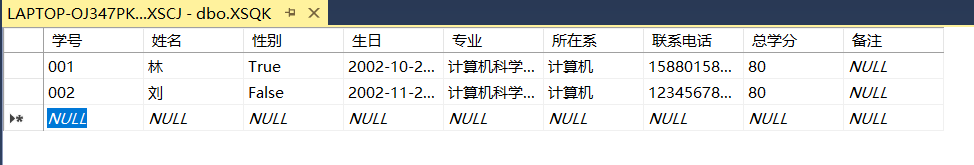 LAPTOP-OJ347PK...XSCJ - dbo.XSQK
学号 姓名 性别 生日 专业 所在系 联系电话 总学分 备注
001 林 True 2002-10-2... 计算机科学... 计算机 15880158... 80 NULL
002 刘 False 2002-11-2... 计算机科学... 计算机 12345678... 80 NULL
NULL NULL NULL NULL NULL NULL NULL NULL NULL